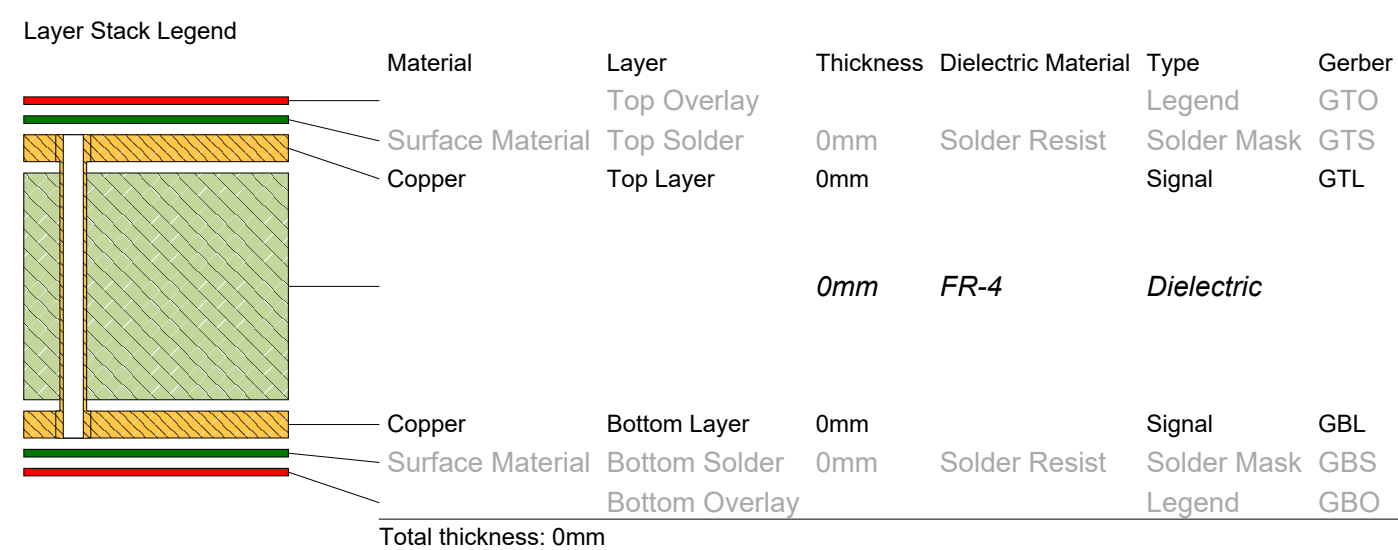 Layer Stack Legend
Material Layer Thickness Dielectric Material Type Gerber
Top Overlay Legend GTO
Surface Material Top Solder 0mm Solder Resist Solder Mask GTS
Copper Top Layer 0mm Signal GTL
0mm FR-4 Dielectric
Copper Bottom Layer 0mm Signal GBL
Surface Material Bottom Solder 0mm Solder Resist Solder Mask GBS
Bottom Overlay Legend GBO
Total thickness: 0mm